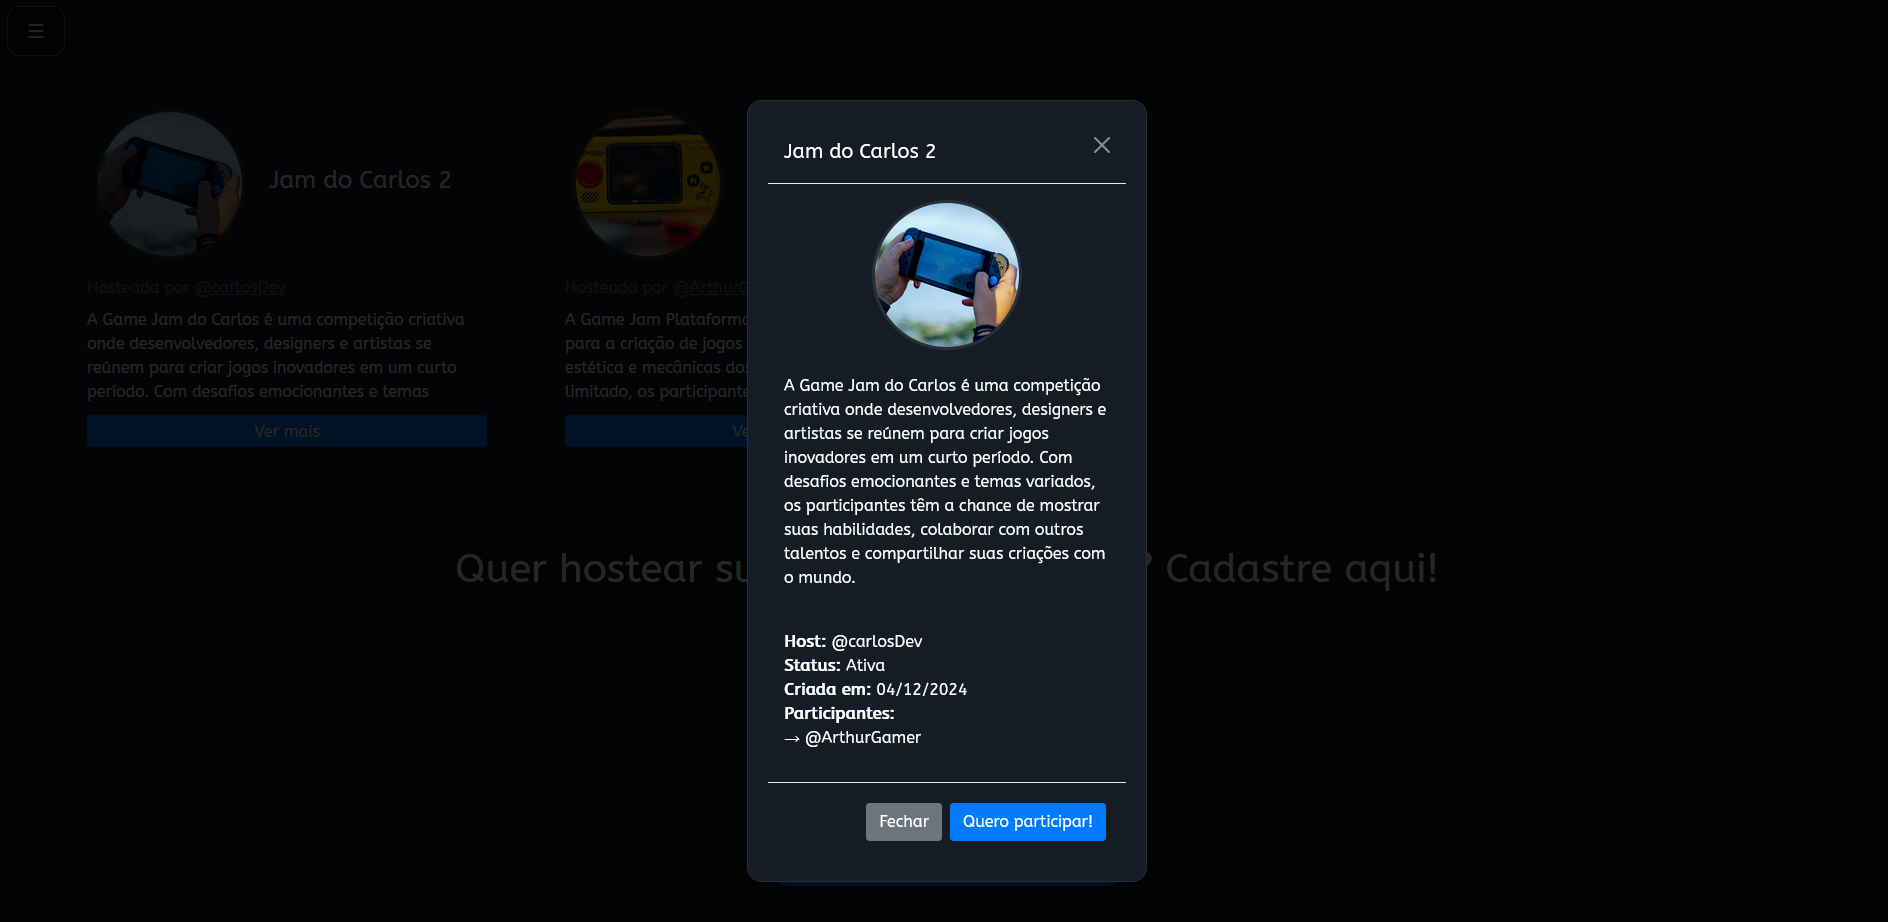 ☰
Jam do Carlos 2
Hosteada por @carlosDev
A Game Jam do Carlos é uma competição criativa
onde desenvolvedores, designers e artistas se
reúnem para criar jogos inovadores em um curto
período. Com desafios emocionantes e temas
Ver mais
Hosteada por @ArthurG
A Game Jam Plataform
para a criação de jogos
estética e mecânicas dos
limitado, os participante
Ve
Quer hostear su ? Cadastre aqui!
Jam do Carlos 2
A Game Jam do Carlos é uma competição
criativa onde desenvolvedores, designers e
artistas se reúnem para criar jogos
inovadores em um curto período. Com
desafios emocionantes e temas variados,
os participantes têm a chance de mostrar
suas habilidades, colaborar com outros
talentos e compartilhar suas criações com
o mundo.
Host: @carlosDev
Status: Ativa
Criada em: 04/12/2024
Participantes:
→ @ArthurGamer
Fechar
Quero participar!